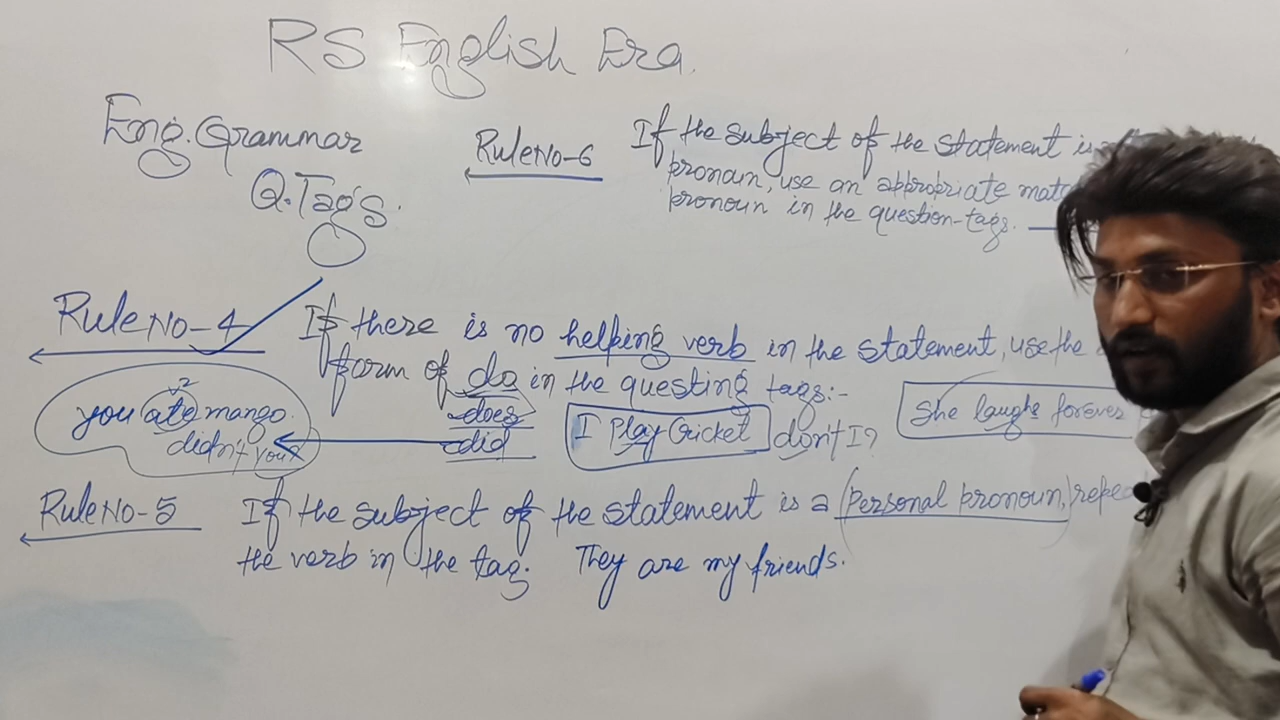 RS English Era.
Eng. Grammar
Q.Tags.
Rule No-6
If the subject of the statement is
pronoun, use an appropriate
pronoun in the question-tags.
Rule No-4
If there is no helping verb in the statement, use the
form of do in the questing tags:-
does
did
v2
you ate mango.
didn't you?
I Play Cricket don't I?
She laughs forever
Rule No-5
If the subject of the statement is a (Personal pronoun,)
the verb in the tag. They are my friends.